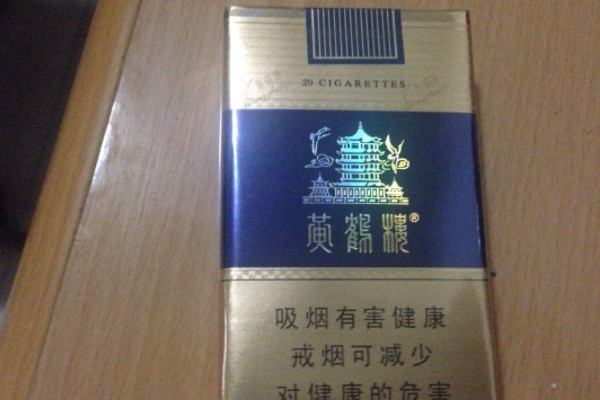 20 CIGARETTES
黄鹤楼®
吸烟有害健康
戒烟可减少
对健康的危害